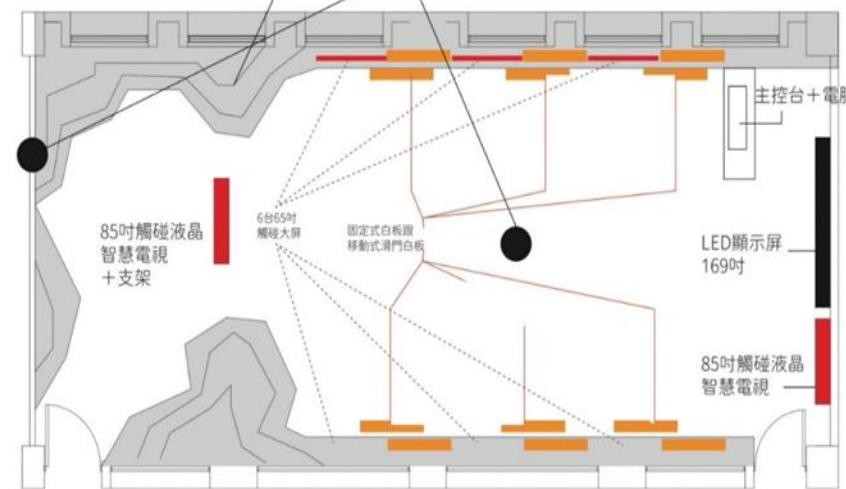 主控台＋電腦
85吋觸碰液晶
智慧電視
＋支架
6台65吋
觸碰大屏
固定式白板跟
移動式滑門白板
LED顯示屏
169吋
85吋觸碰液晶
智慧電視